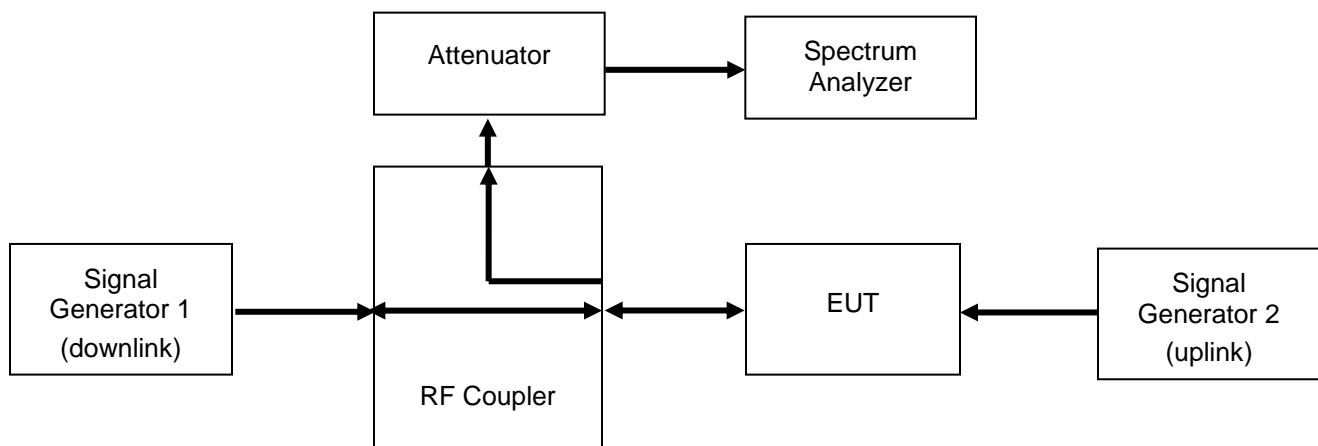 Attenuator
Spectrum
Analyzer
Signal
Generator 1
(downlink)
EUT
Signal
Generator 2
(uplink)
RF Coupler